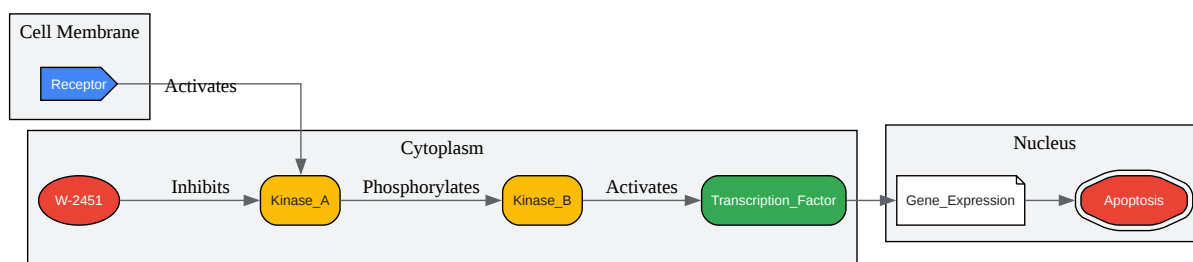 Cell Membrane
Receptor
Activates
Cytoplasm
W-2451
Inhibits
Kinase_A
Phosphorylates
Kinase_B
Activates
Transcription_Factor
Nucleus
Gene_Expression
Apoptosis